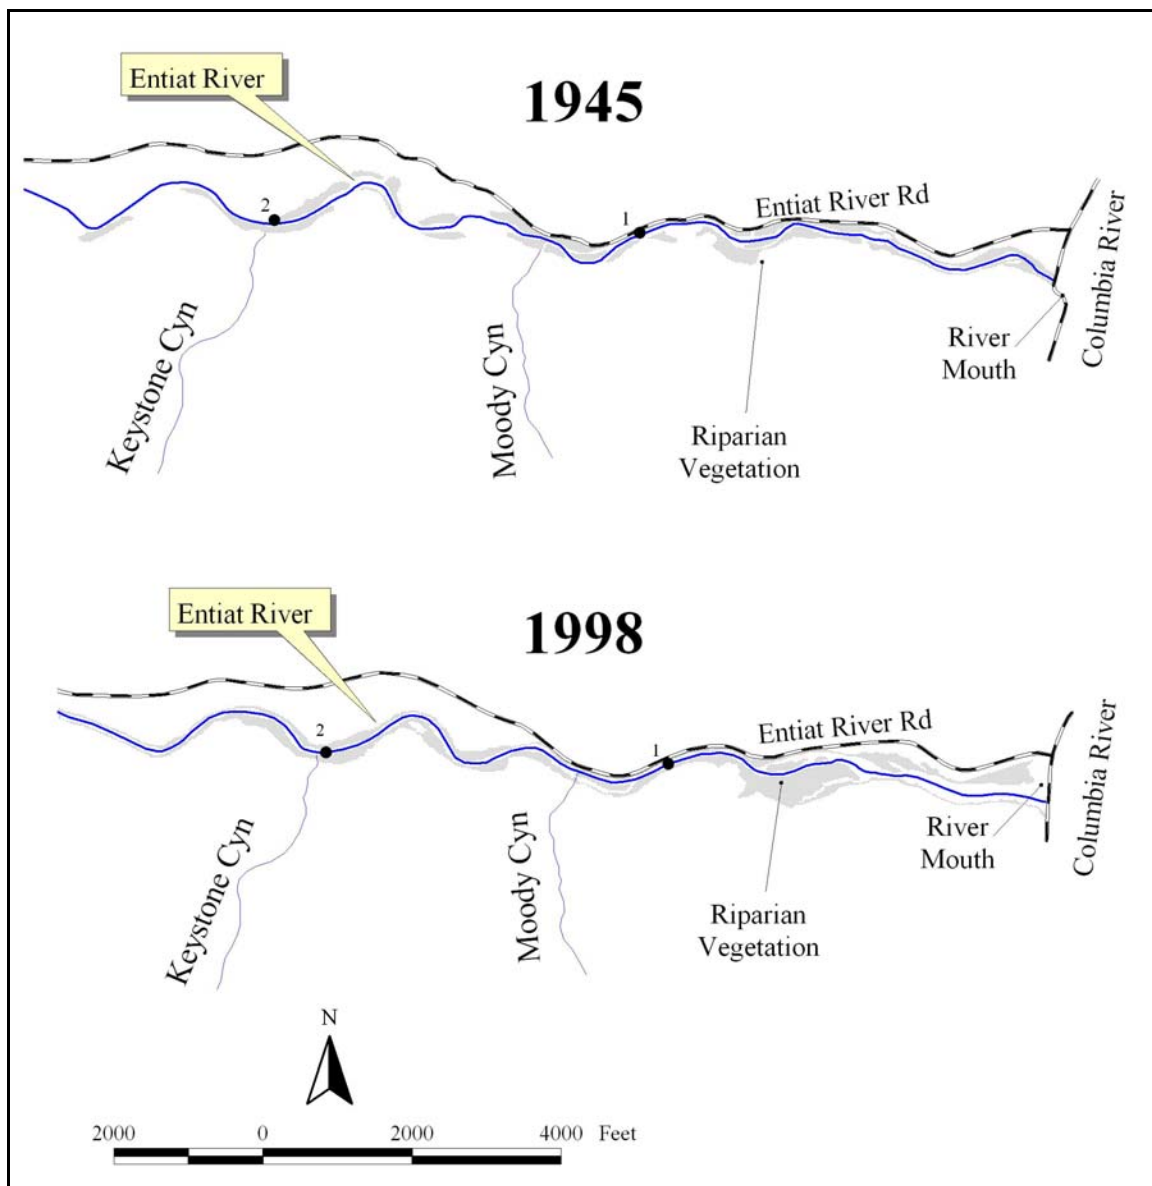 Entiat River
1945
2
1
Entiat River Rd
Columbia River
Keystone Cyn
Moody Cyn
River
Mouth
Riparian
Vegetation
Entiat River
1998
2
1
Entiat River Rd
Columbia River
Keystone Cyn
Moody Cyn
River
Mouth
Riparian
Vegetation
N
2000 0 2000 4000 Feet